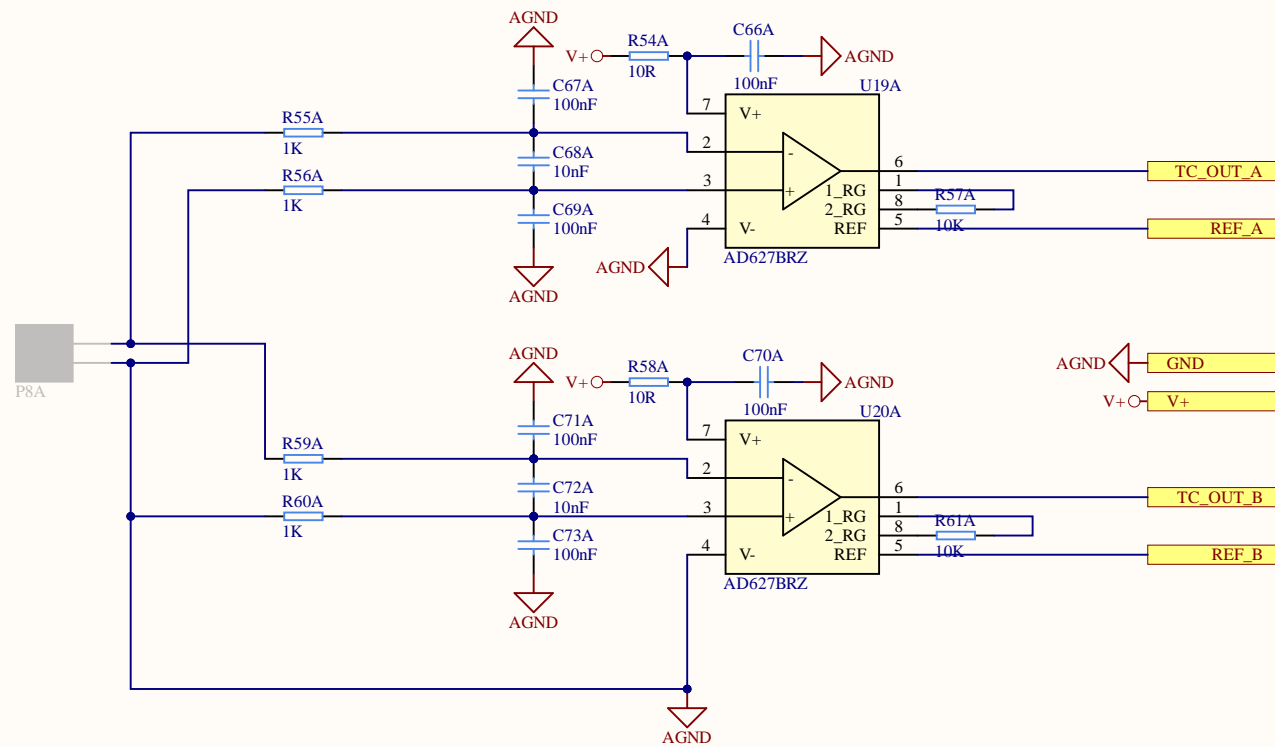 AGND
V+
R54A
10R
C66A
100nF
AGND
C67A
100nF
U19A
7
V+
R55A
1K
2
-
C68A
10nF
6
TC_OUT_A
R56A
1K
3
+
1_RG
1
C69A
100nF
2_RG
8
R57A
10K
4
V-
REF
5
REF_A
AGND
AD627BRZ
AGND
P8A
AGND
V+
R58A
10R
C70A
100nF
AGND
AGND
GND
V+
V+
C71A
100nF
U20A
7
V+
R59A
1K
2
-
C72A
10nF
6
TC_OUT_B
R60A
1K
3
+
1_RG
1
C73A
100nF
2_RG
8
R61A
10K
4
V-
REF
5
REF_B
AD627BRZ
AGND
AGND